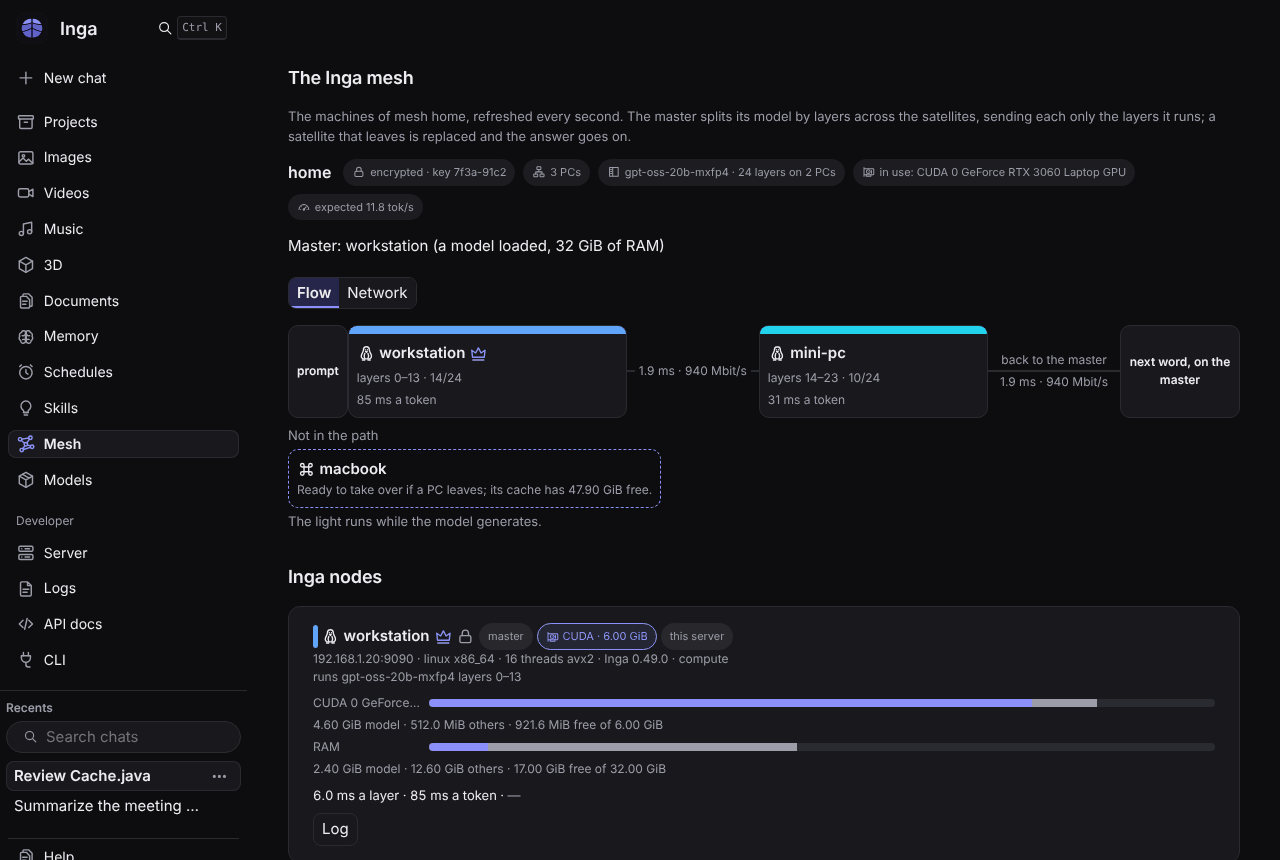 Inga
Ctrl K
New chat
Projects
Images
Videos
Music
3D
Documents
Memory
Schedules
Skills
Mesh
Models
Developer
Server
Logs
API docs
CLI
Recents
Search chats
Review Cache.java
Summarize the meeting ...
Help
The Inga mesh
The machines of mesh home, refreshed every second. The master splits its model by layers across the satellites, sending each only the layers it runs; a
satellite that leaves is replaced and the answer goes on.
home
encrypted · key 7f3a-91c2
3 PCs
gpt-oss-20b-mxfp4 · 24 layers on 2 PCs
in use: CUDA 0 GeForce RTX 3060 Laptop GPU
expected 11.8 tok/s
Master: workstation (a model loaded, 32 GiB of RAM)
Flow
Network
prompt
workstation
layers 0–13 · 14/24
85 ms a token
1.9 ms · 940 Mbit/s
mini-pc
layers 14–23 · 10/24
31 ms a token
back to the master
1.9 ms · 940 Mbit/s
next word, on the
master
Not in the path
macbook
Ready to take over if a PC leaves; its cache has 47.90 GiB free.
The light runs while the model generates.
Inga nodes
workstation
master
CUDA · 6.00 GiB
this server
192.168.1.20:9090 · linux x86_64 · 16 threads avx2 · Inga 0.49.0 · compute
runs gpt-oss-20b-mxfp4 layers 0–13
CUDA 0 GeForce...
4.60 GiB model · 512.0 MiB others · 921.6 MiB free of 6.00 GiB
RAM
2.40 GiB model · 12.60 GiB others · 17.00 GiB free of 32.00 GiB
6.0 ms a layer · 85 ms a token · —
Log